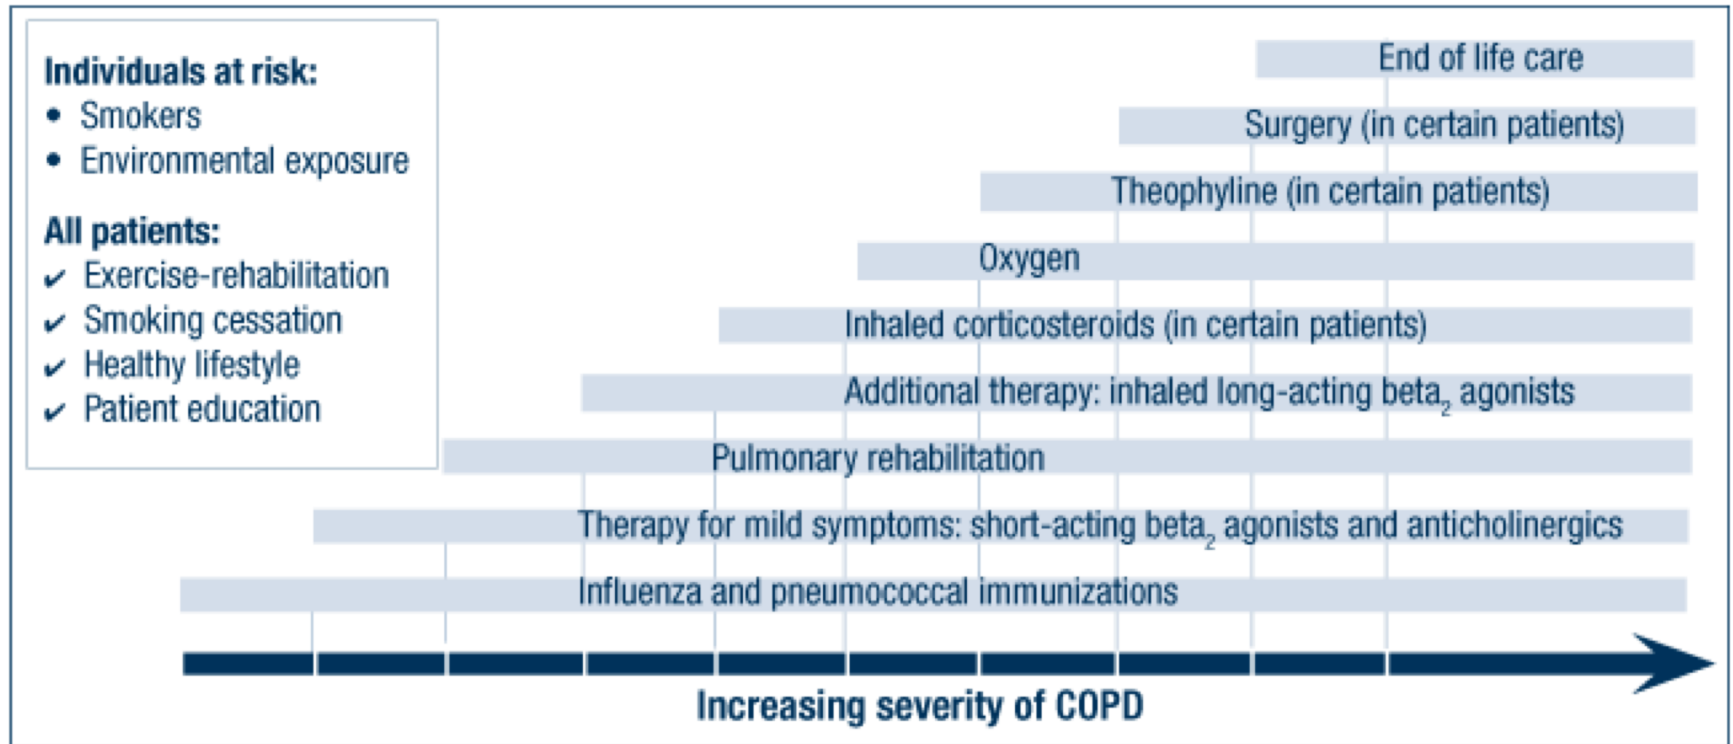 Individuals at risk:
• Smokers
• Environmental exposure
All patients:
✔ Exercise-rehabilitation
✔ Smoking cessation
✔ Healthy lifestyle
✔ Patient education
End of life care
Surgery (in certain patients)
Theophyline (in certain patients)
Oxygen
Inhaled corticosteroids (in certain patients)
Additional therapy: inhaled long-acting beta₂ agonists
Pulmonary rehabilitation
Therapy for mild symptoms: short-acting beta₂ agonists and anticholinergics
Influenza and pneumococcal immunizations
Increasing severity of COPD